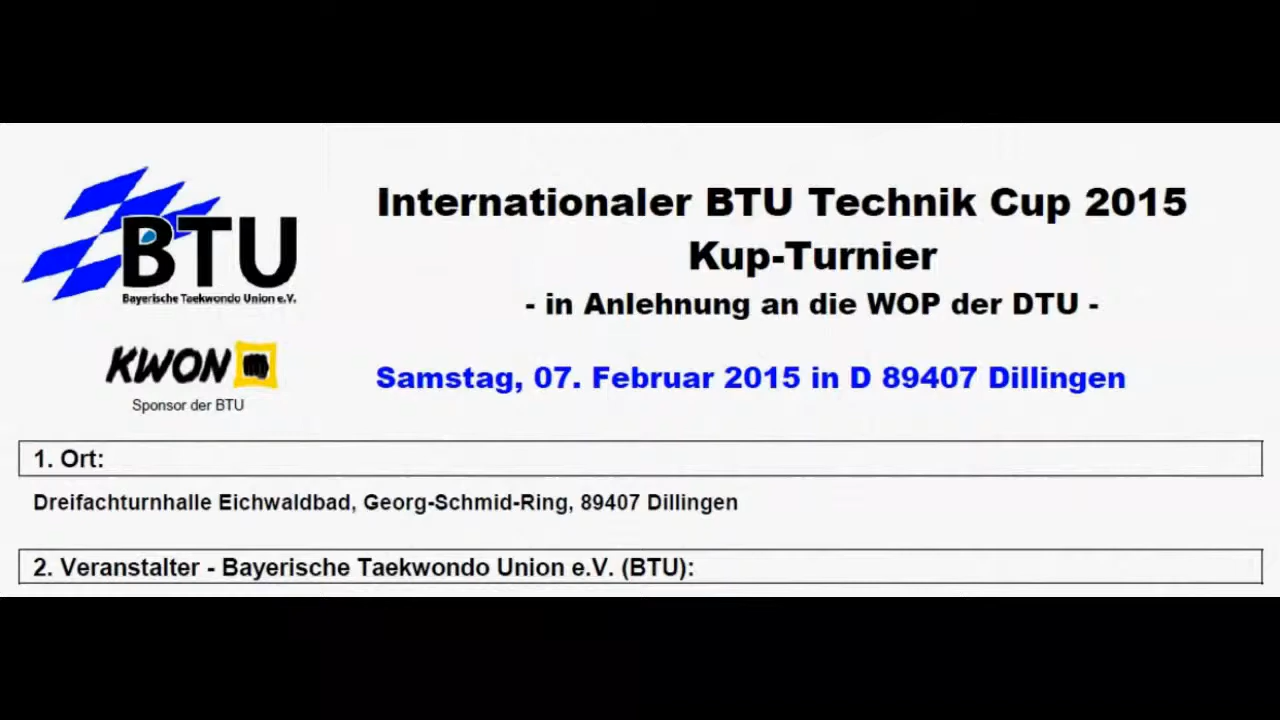 BTU
Bayerische Taekwondo Union e.V.
KWON
Sponsor der BTU
Internationaler BTU Technik Cup 2015
Kup-Turnier
- in Anlehnung an die WOP der DTU -
Samstag, 07. Februar 2015 in D 89407 Dillingen
1. Ort:
Dreifachturnhalle Eichwaldbad, Georg-Schmid-Ring, 89407 Dillingen
2. Veranstalter - Bayerische Taekwondo Union e.V. (BTU):